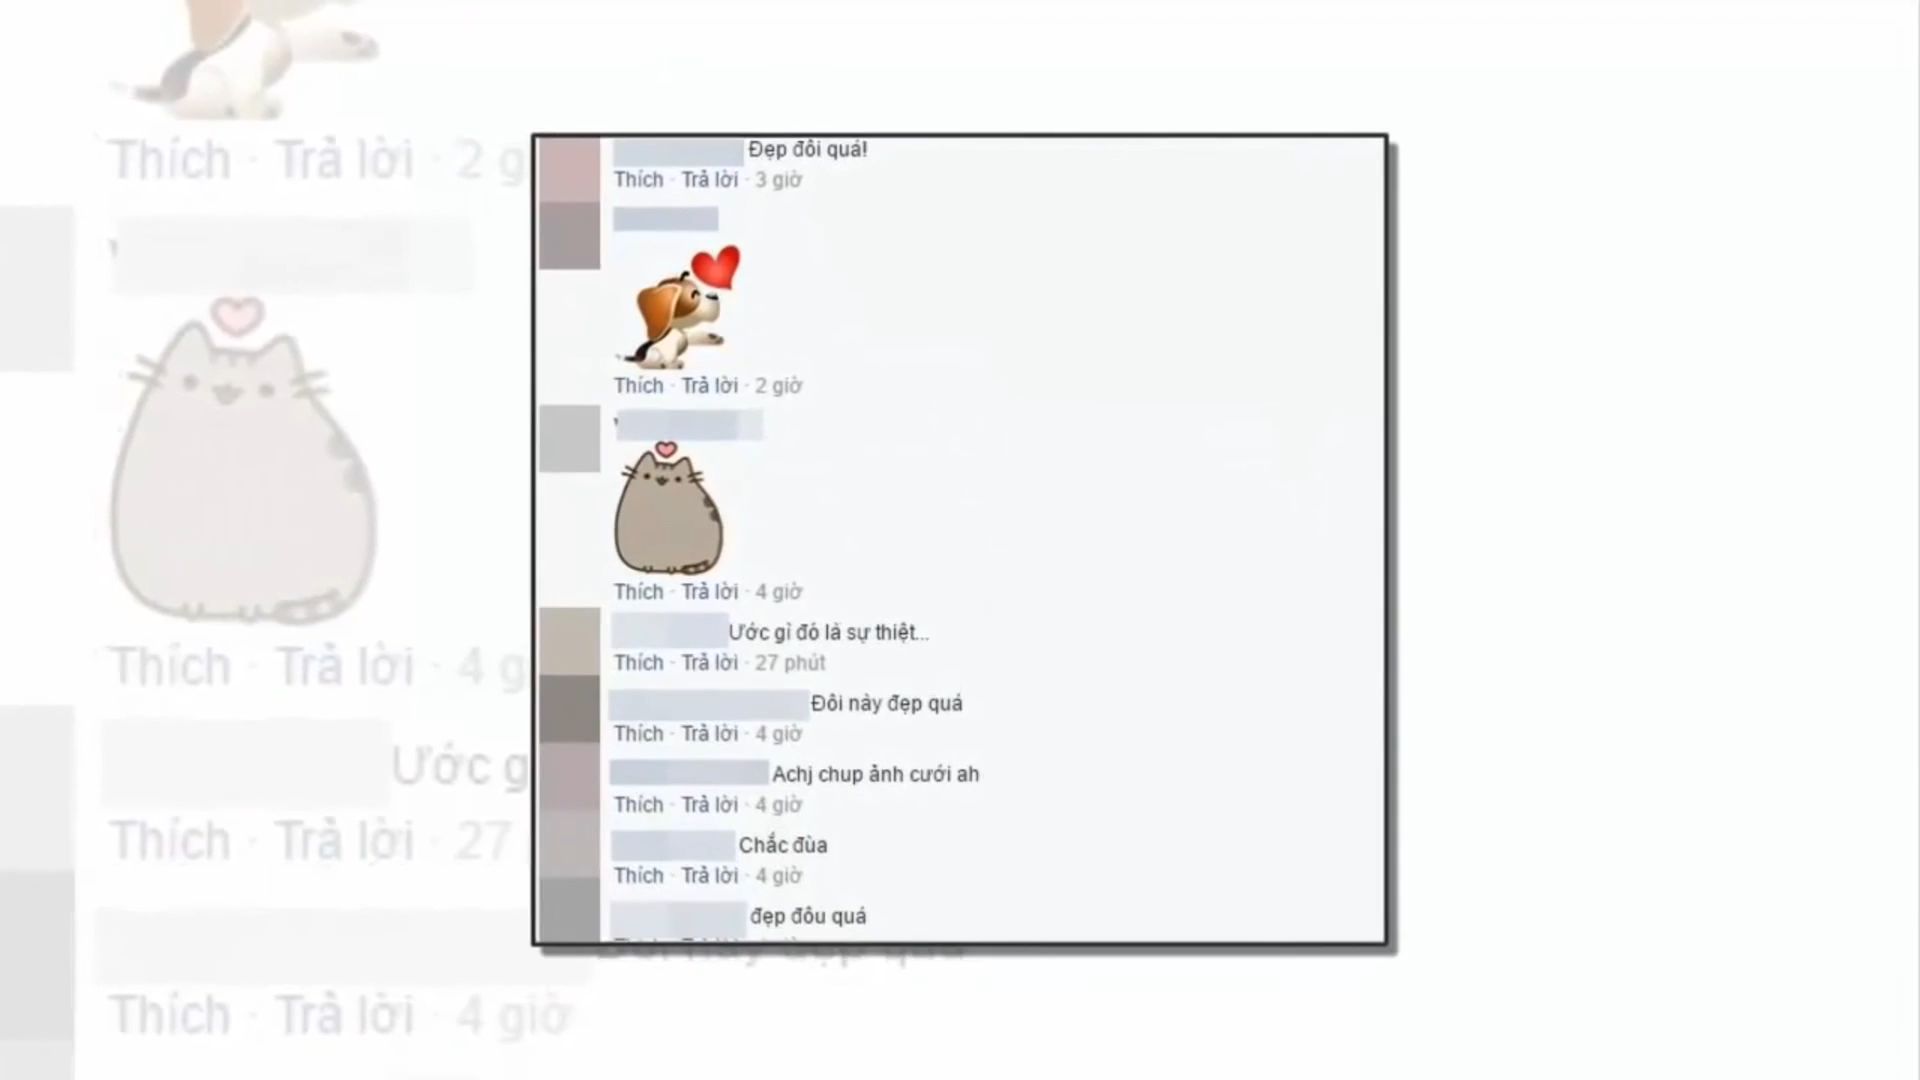 Đẹp đôi quá!
Thích · Trả lời · 3 giờ
Thích · Trả lời · 2 giờ
Thích · Trả lời · 4 giờ
Ước gì đó là sự thiệt...
Thích · Trả lời · 27 phút
Đôi này đẹp quá
Thích · Trả lời · 4 giờ
Achj chup ảnh cưới ah
Thích · Trả lời · 4 giờ
Chắc đùa
Thích · Trả lời · 4 giờ
đẹp đôu quá
Thích · Trả lời · 2 g
Thích · Trả lời · 4 g
Ước g
Thích · Trả lời · 27
Thích · Trả lời · 4 giờ